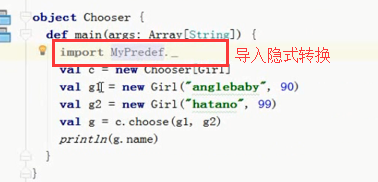 object Chooser {
def main(args: Array[String]) {
import MyPredef._ 导入隐式转换
val c = new Chooser[Girl]
val g1 = new Girl("anglebaby", 90)
val g2 = new Girl("hatano", 99)
val g = c.choose(g1, g2)
println(g.name)
}
}